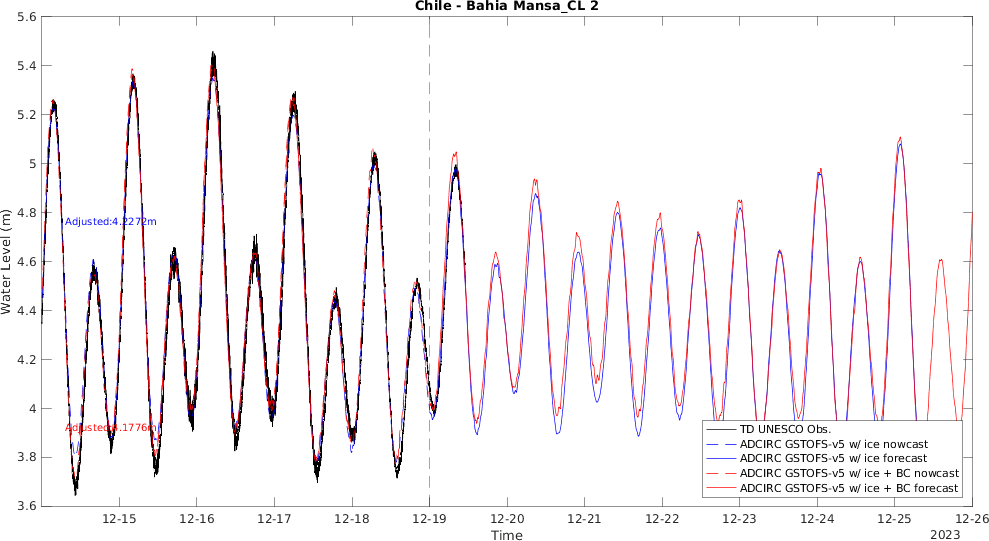 Chile - Bahia Mansa_CL 2
5.6
5.4
5.2
5
4.8
4.6
4.4
4.2
4
3.8
3.6
Water Level (m)
Adjusted:4.2272m
Adjusted:4.1776m
TD UNESCO Obs.
ADCIRC GSTOFS-v5 w/ ice nowcast
ADCIRC GSTOFS-v5 w/ ice forecast
ADCIRC GSTOFS-v5 w/ ice + BC nowcast
ADCIRC GSTOFS-v5 w/ ice + BC forecast
12-15 12-16 12-17 12-18 12-19 12-20 12-21 12-22 12-23 12-24 12-25 12-26
Time
2023